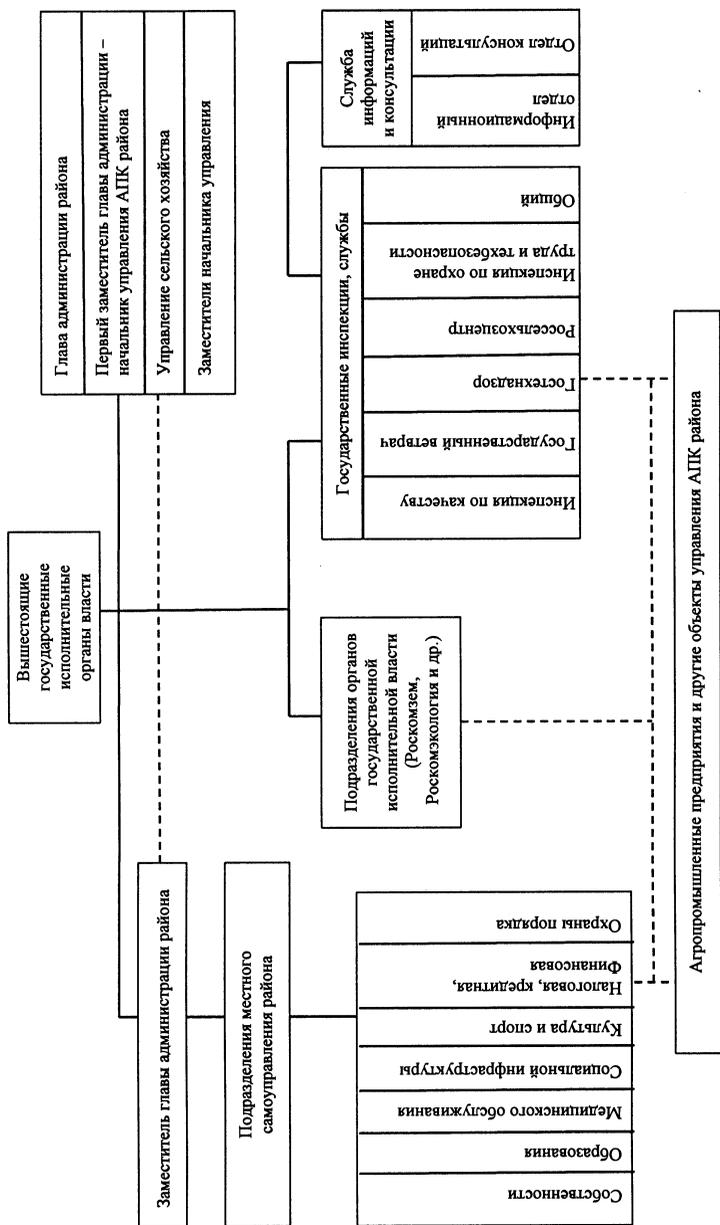 Вышестоящие
государственные
исполнительные
органы власти
Глава администрации района
Первый заместитель главы администрации –
начальник управления АПК района
Управление сельского хозяйства
Заместители начальника управления
Заместитель главы администрации района
Подразделения местного
самоуправления района
Собственности
Образования
Медицинского обслуживания
Социальной инфраструктуры
Культура и спорт
Налоговая, кредитная,
Финансовая
Охраны порядка
Подразделения органов
государственной
исполнительной власти
(Роскомзем,
Роскомэкология и др.)
Государственные инспекции, службы
Инспекция по качеству
Государственный ветврач
Гостехнадзор
Россельхозцентр
Инспекция по охране
труда и техбезопасности
Общий
Служба
информаций
и консультации
Информационный
отдел
Отдел консультаций
Агропромышленные предприятия и другие объекты управления АПК района